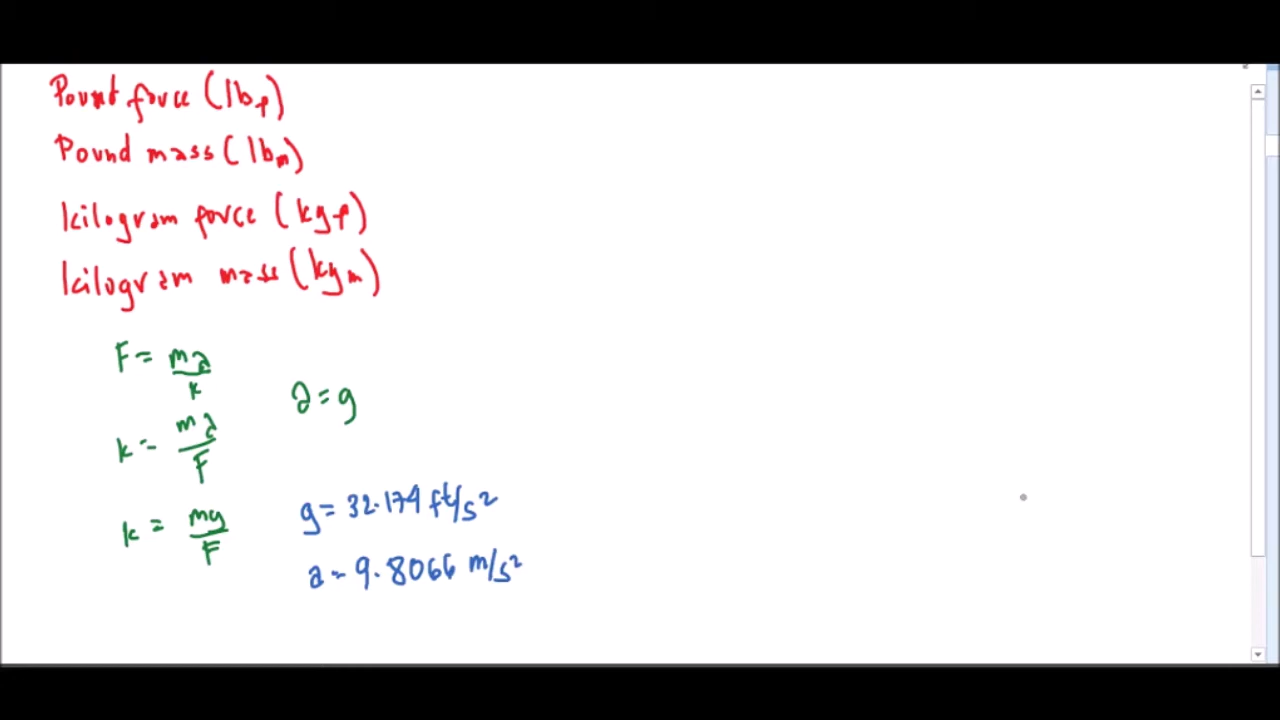 Pound force (lbf)
Pound mass (lbm)
kilogram force (kgf)
kilogram mass (kgm)
F = ma/k
a = g
k = ma/F
k = mg/F
g = 32.174 ft/s²
a = 9.8066 m/s²